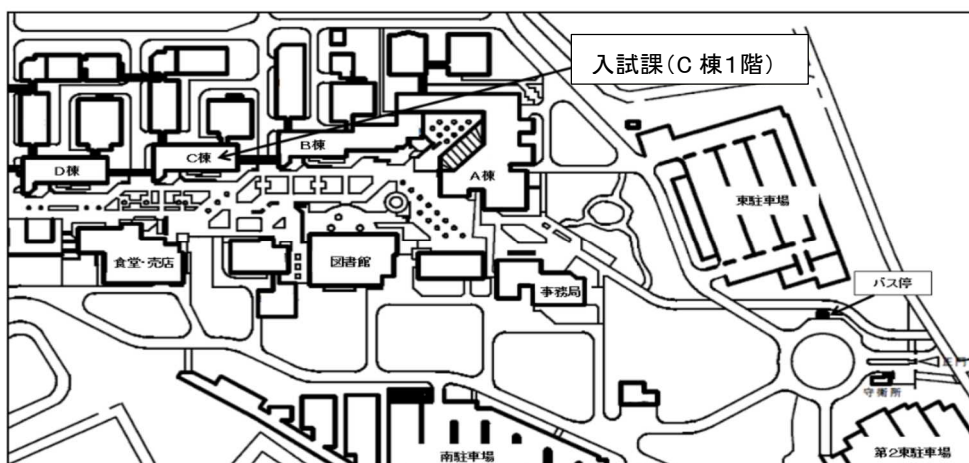 入試課(C 棟1階)
B棟
C棟
D棟
A棟
東駐車場
食堂・売店
図書館
事務局
バス停
正門
守衛所
南駐車場
第2東駐車場